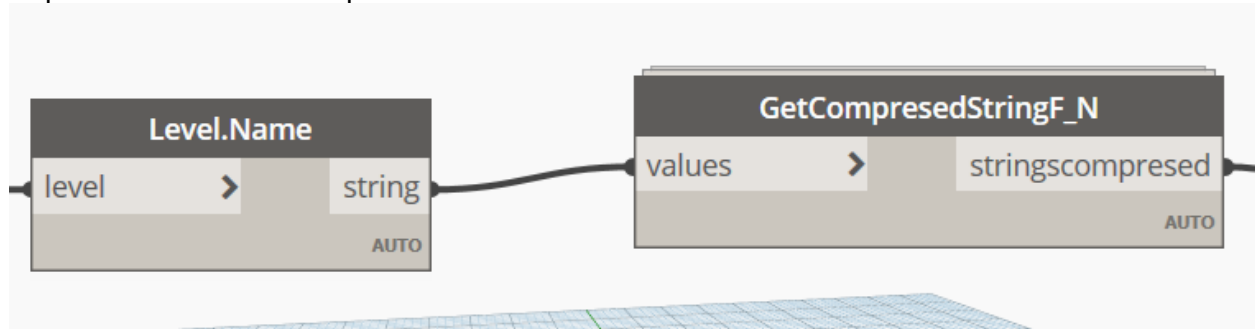 Level.Name
level
string
AUTO
GetCompresedStringF_N
values
stringscompresed
AUTO